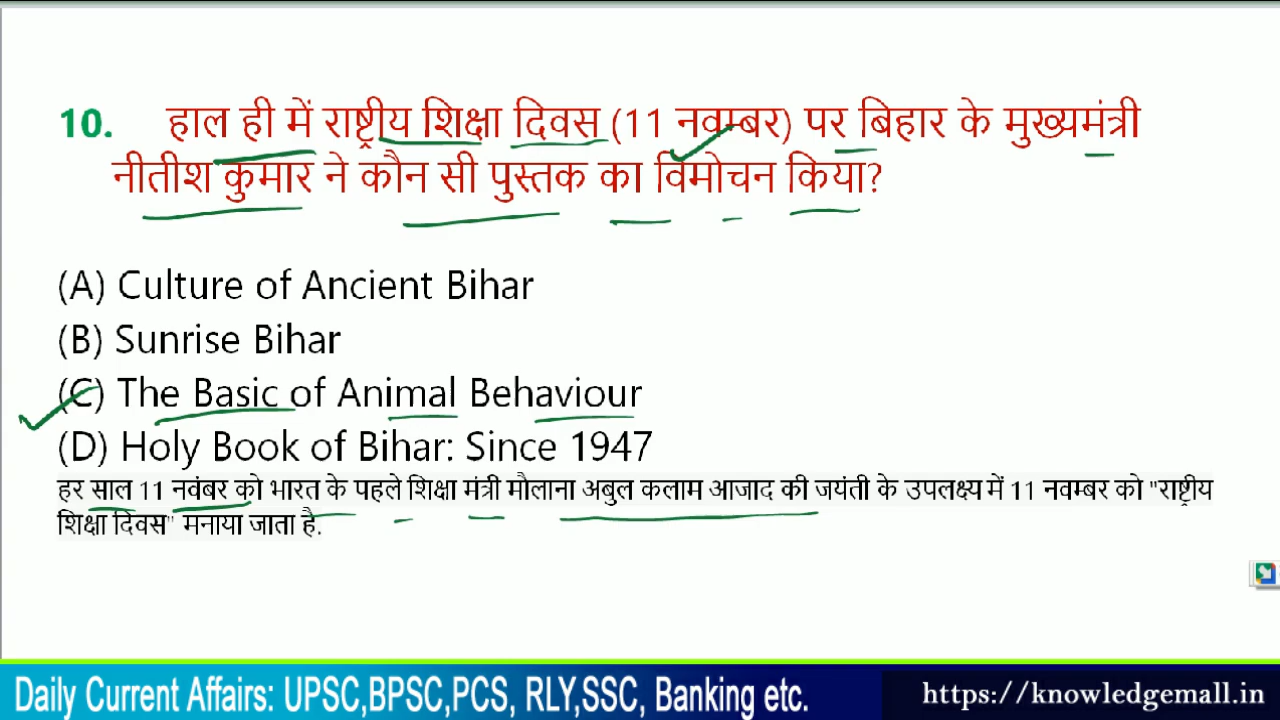 10. हाल ही में राष्ट्रीय शिक्षा दिवस (11 नवम्बर) पर बिहार के मुख्यमंत्री
नीतीश कुमार ने कौन सी पुस्तक का विमोचन किया?
(A) Culture of Ancient Bihar
(B) Sunrise Bihar
(C) The Basic of Animal Behaviour
(D) Holy Book of Bihar: Since 1947
हर साल 11 नवंबर को भारत के पहले शिक्षा मंत्री मौलाना अबुल कलाम आजाद की जयंती के उपलक्ष्य में 11 नवम्बर को "राष्ट्रीय
शिक्षा दिवस" मनाया जाता है.
Daily Current Affairs: UPSC,BPSC,PCS, RLY,SSC, Banking etc.
https://knowledgemall.in